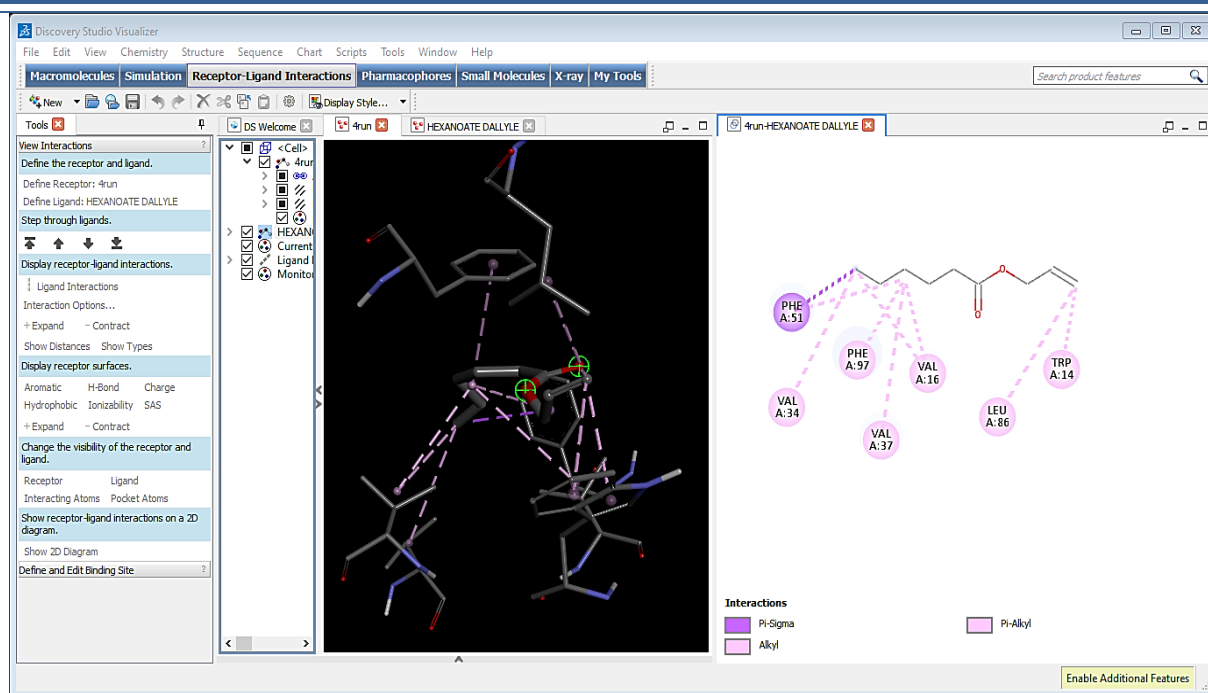 Discovery Studio Visualizer
File Edit View Chemistry Structure Sequence Chart Scripts Tools Window Help
Macromolecules Simulation Receptor-Ligand Interactions Pharmacophores Small Molecules X-ray My Tools
Search product features
New Display Style...
Tools
View Interactions ?
Define the receptor and ligand.
Define Receptor: 4run
Define Ligand: HEXANOATE DALLYLE
Step through ligands.
Display receptor-ligand interactions.
Ligand Interactions
Interaction Options...
+ Expand - Contract
Show Distances Show Types
Display receptor surfaces.
Aromatic H-Bond Charge
Hydrophobic Ionizability SAS
+ Expand - Contract
Change the visibility of the receptor and
ligand.
Receptor Ligand
Interacting Atoms Pocket Atoms
Show receptor-ligand interactions on a 2D
diagram.
Show 2D Diagram
Define and Edit Binding Site ?
DS Welcome 4run HEXANOATE DALLYLE
<Cell>
4run
HEXAN
Current
Ligand I
Monitor
4run-HEXANOATE DALLYLE
O
O
PHE
A:51
PHE
A:97
VAL
A:16
TRP
A:14
VAL
A:34
LEU
A:86
VAL
A:37
Interactions
Pi-Sigma Pi-Alkyl
Alkyl
Enable Additional Features